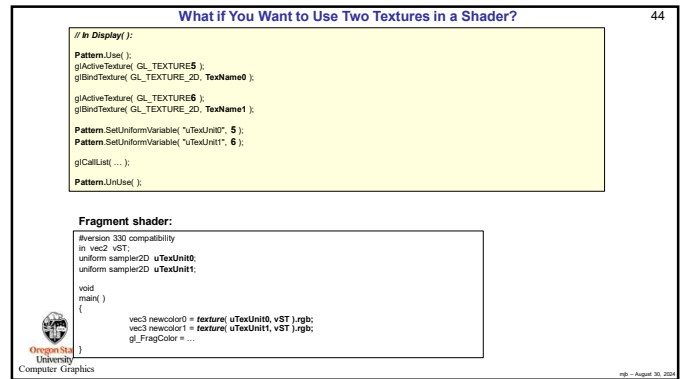 What if You Want to Use Two Textures in a Shader?
44
// In Display( ):
Pattern.Use( );
glActiveTexture( GL_TEXTURE5 );
glBindTexture( GL_TEXTURE_2D, TexName0 );
glActiveTexture( GL_TEXTURE6 );
glBindTexture( GL_TEXTURE_2D, TexName1 );
Pattern.SetUniformVariable( "uTexUnit0", 5 );
Pattern.SetUniformVariable( "uTexUnit1", 6 );
glCallList( … );
Pattern.UnUse( );
Fragment shader:
#version 330 compatibility
in vec2 vST;
uniform sampler2D uTexUnit0;
uniform sampler2D uTexUnit1;
void
main( )
{
vec3 newcolor0 = texture( uTexUnit0, vST ).rgb;
vec3 newcolor1 = texture( uTexUnit1, vST ).rgb;
gl_FragColor = …
}
Oregon Sta
University
Computer Graphics
mjb – August 30, 2024